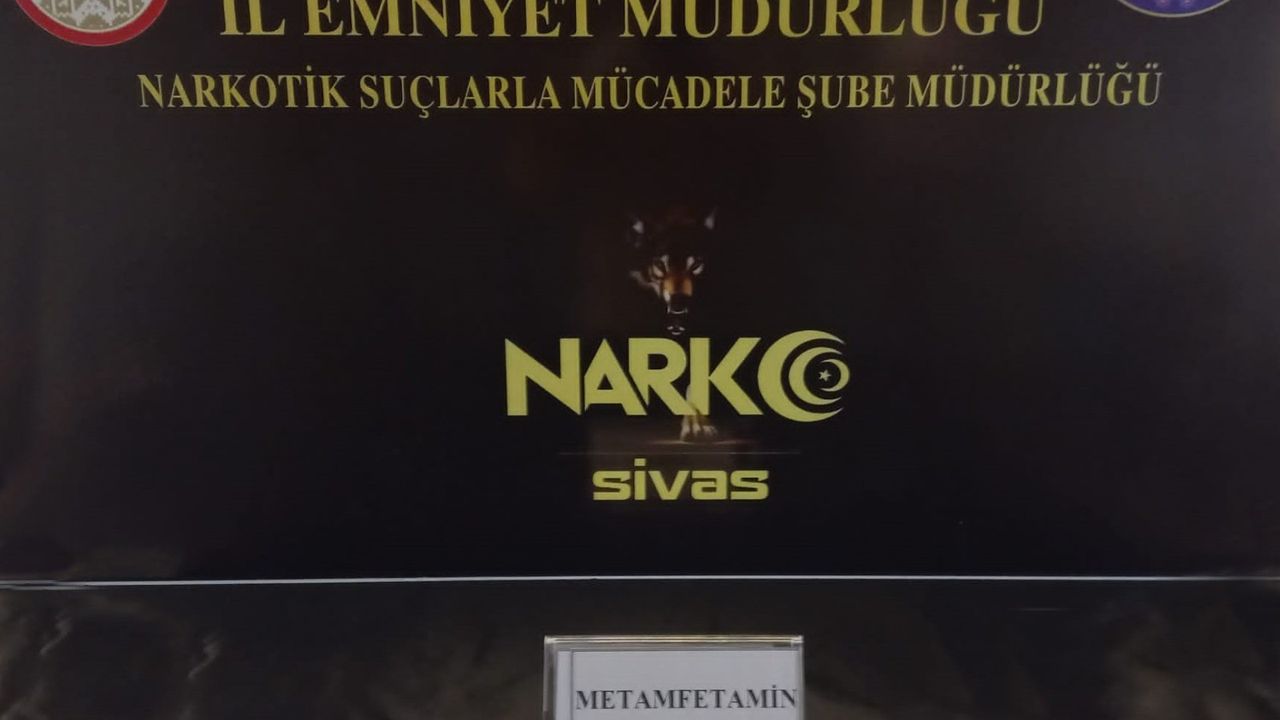 İL EMNİYET MÜDÜRLÜĞÜ
NARKOTİK SUÇLARLA MÜCADELE ŞUBE MÜDÜRLÜĞÜ
NARKO
sivas
METAMFETAMİN